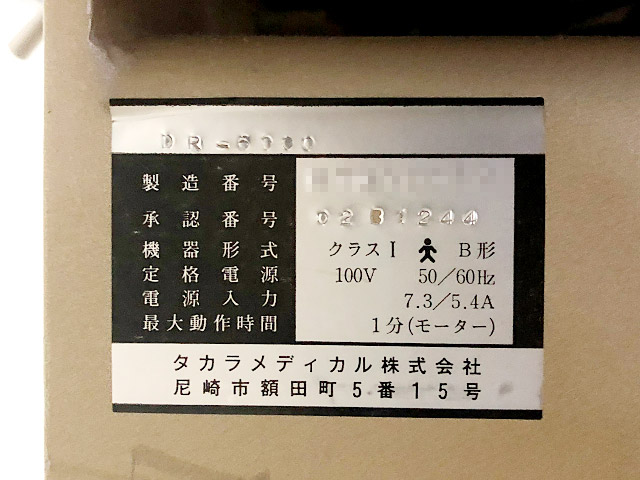 DR-6000
製造番号
承認番号 02B1244
機器形式 クラスI B形
定格電源 100V 50/60Hz
電源入力 7.3/5.4A
最大動作時間 1分(モーター)
タカラメディカル株式会社
尼崎市額田町5番15号